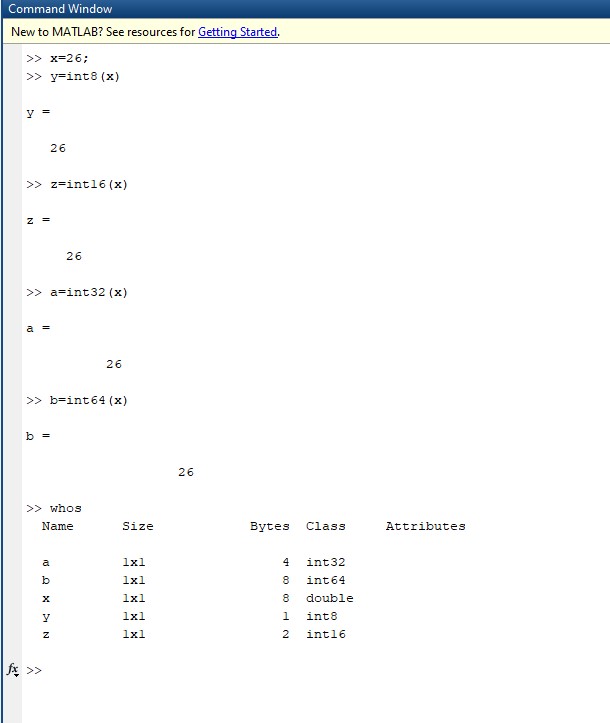 Command Window
New to MATLAB? See resources for Getting Started.
>> x=26;
>> y=int8(x)
y =
26
>> z=int16(x)
z =
26
>> a=int32(x)
a =
26
>> b=int64(x)
b =
26
>> whos
Name Size Bytes Class Attributes
a 1x1 4 int32
b 1x1 8 int64
x 1x1 8 double
y 1x1 1 int8
z 1x1 2 int16
fx >>